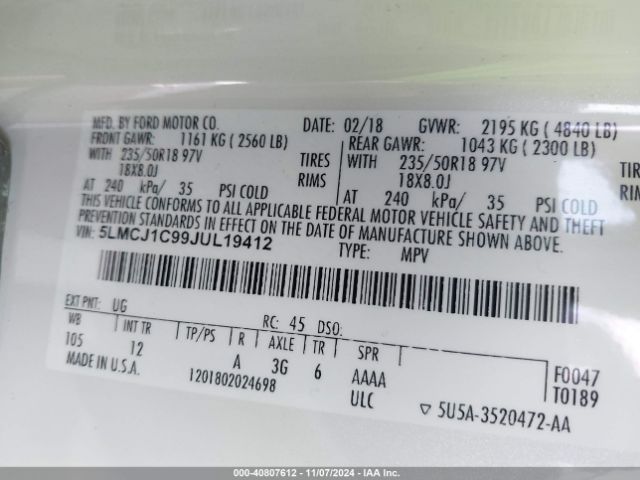 MFD. BY FORD MOTOR CO.
DATE: 02/18 GVWR: 2195 KG ( 4840 LB)
FRONT GAWR: 1161 KG ( 2560 LB)
REAR GAWR: 1043 KG ( 2300 LB)
WITH 235/50R18 97V TIRES
WITH 235/50R18 97V TIRES
18X8.0J RIMS
18X8.0J RIMS
AT 240 kPa/ 35 PSI COLD
AT 240 kPa/ 35 PSI COLD
THIS VEHICLE CONFORMS TO ALL APPLICABLE FEDERAL MOTOR VEHICLE SAFETY AND THEFT
PREVENTION STANDARDS IN EFFECT ON THE DATE OF MANUFACTURE SHOWN ABOVE.
VIN: 5LMCJ1C99JUL19412
TYPE: MPV
EXT PNT: UG RC: 45 DSO:
WB INT TR TP/PS R AXLE TR SPR
105 12 A 3G 6 AAAA F0047
MADE IN U.S.A. 1201802024698 ULC T0189
▽ 5U5A-3520472-AA
000-40807612 - 11/07/2024 - IAA Inc.